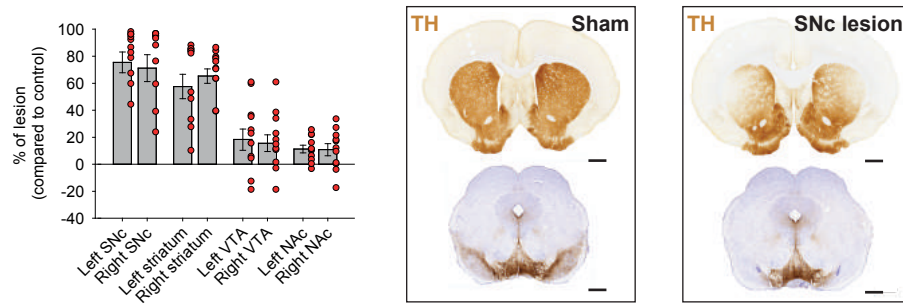 % of lesion
(compared to control)
100
80
60
40
20
0
-20
-40
Left SNc
Right SNc
Left striatum
Right striatum
Left VTA
Right VTA
Left NAc
Right NAc
TH Sham
TH SNc lesion